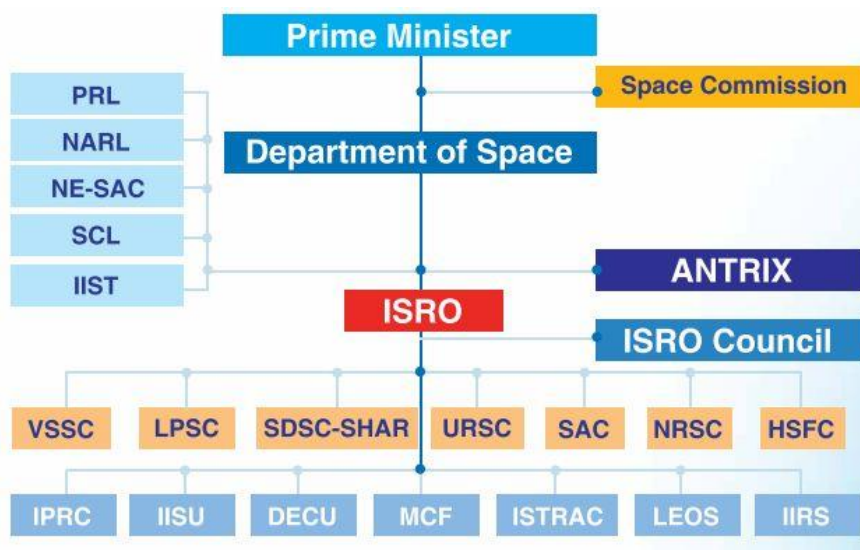 Prime Minister
Space Commission
PRL
NARL
NE-SAC
SCL
IIST
Department of Space
ANTRIX
ISRO
ISRO Council
VSSC
LPSC
SDSC-SHAR
URSC
SAC
NRSC
HSFC
IPRC
IISU
DECU
MCF
ISTRAC
LEOS
IIRS